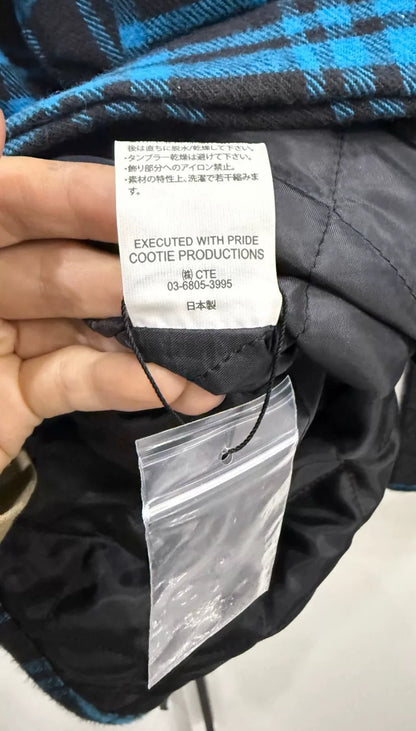 後は直ちに脱水/乾燥して下さい。
・タンブラー乾燥は避けて下さい。
・飾り部分へのアイロン禁止。
・素材の特性上、洗濯で若干縮みま
す。
EXECUTED WITH PRIDE
COOTIE PRODUCTIONS
㈱ CTE
03-6805-3995
日本製